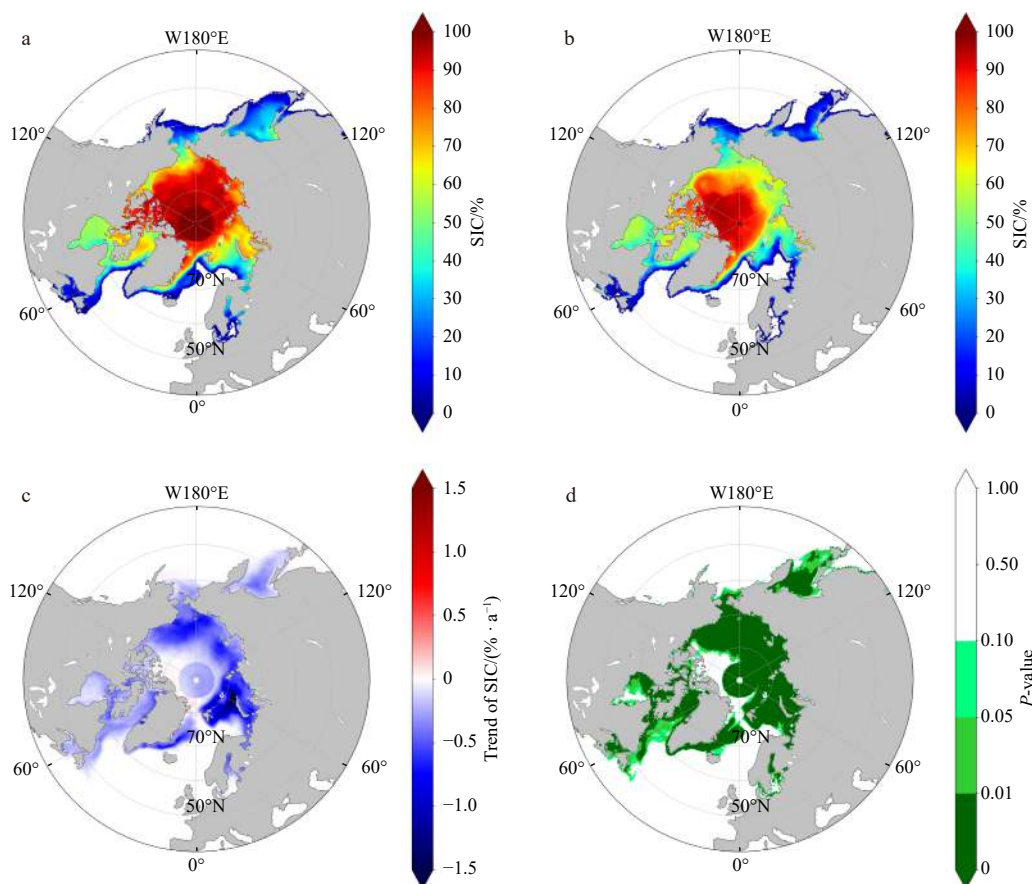 a
W180°E
120°
120°
60°
60°
70°N
50°N
0°
100
90
80
70
60
50
40
30
20
10
0
SIC/%
b
W180°E
120°
120°
60°
60°
70°N
50°N
0°
100
90
80
70
60
50
40
30
20
10
0
SIC/%
c
W180°E
120°
120°
60°
60°
70°N
50°N
0°
1.5
1.0
0.5
0
−0.5
−1.0
−1.5
Trend of SIC/(% · a⁻¹)
d
W180°E
120°
120°
60°
60°
70°N
50°N
0°
1.00
0.50
0.10
0.05
0.01
0
P-value